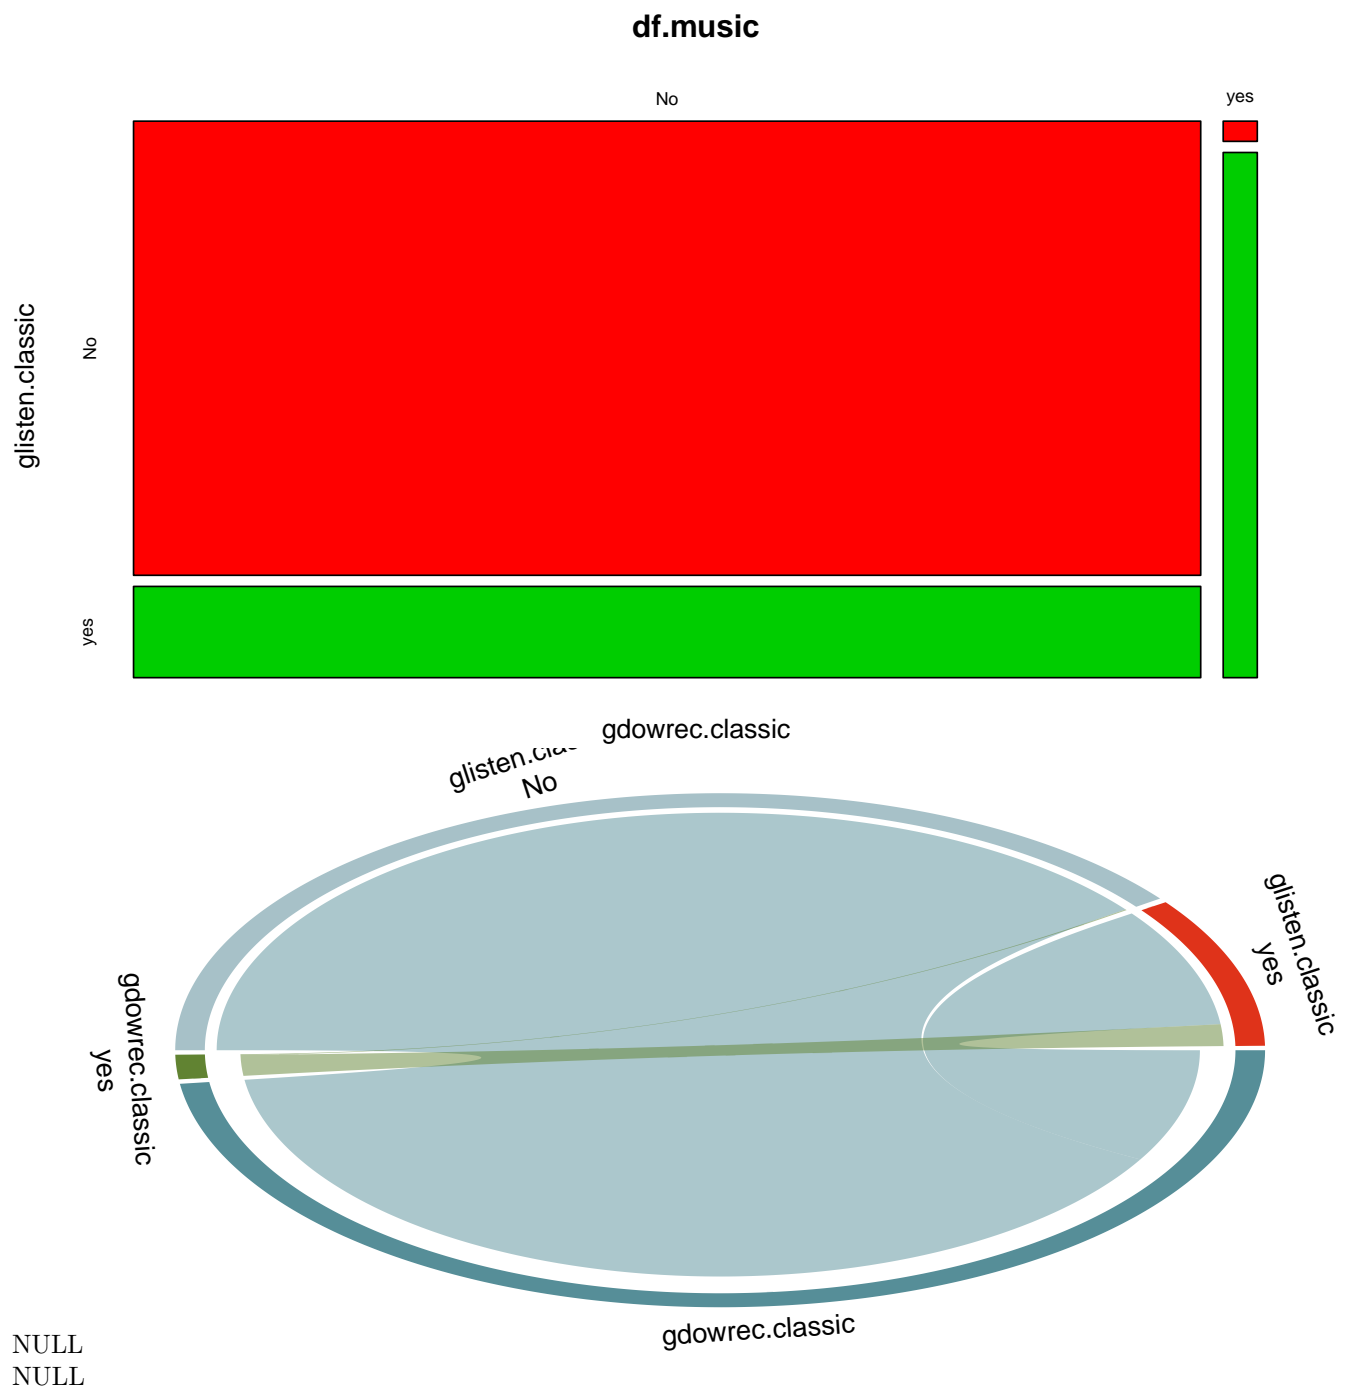 df.music
No
yes
glisten.classic
No
yes
gdowrec.classic
No
glisten.classic
yes
gdowrec.classic
yes
gdowrec.classic
NULL
NULL